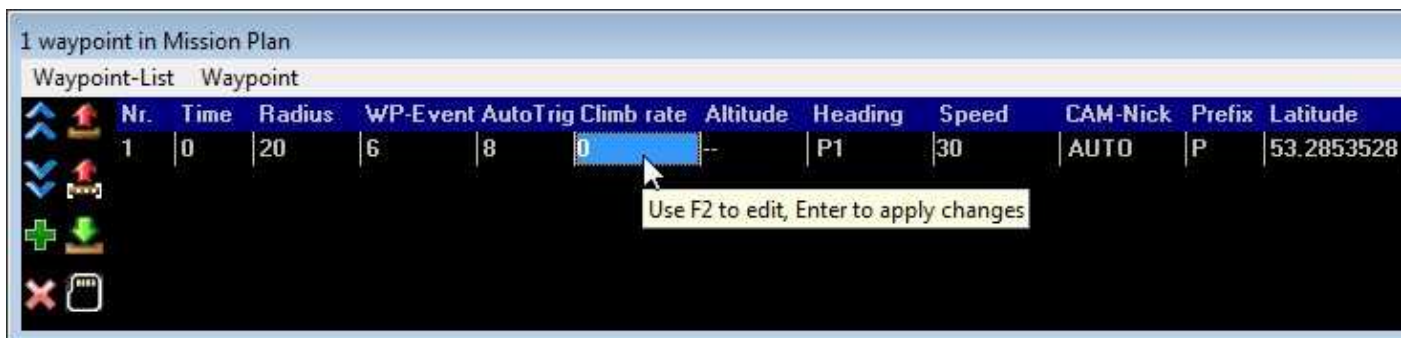 1 waypoint in Mission Plan
Waypoint-List Waypoint
Nr. Time Radius WP-Event AutoTrig Climb rate Altitude Heading Speed CAM-Nick Prefix Latitude
1 0 20 6 8 0 -- P1 30 AUTO P 53.2853528
Use F2 to edit, Enter to apply changes